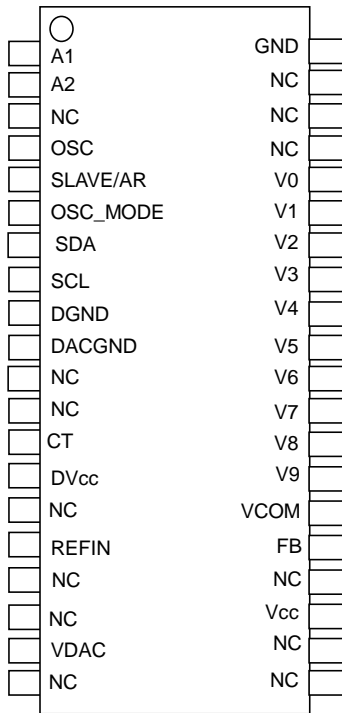 A1 GND
A2 NC
NC NC
OSC NC
SLAVE/AR V0
OSC_MODE V1
SDA V2
SCL V3
DGND V4
DACGND V5
NC V6
NC V7
CT V8
DVcc V9
NC VCOM
REFIN FB
NC NC
NC Vcc
VDAC NC
NC NC